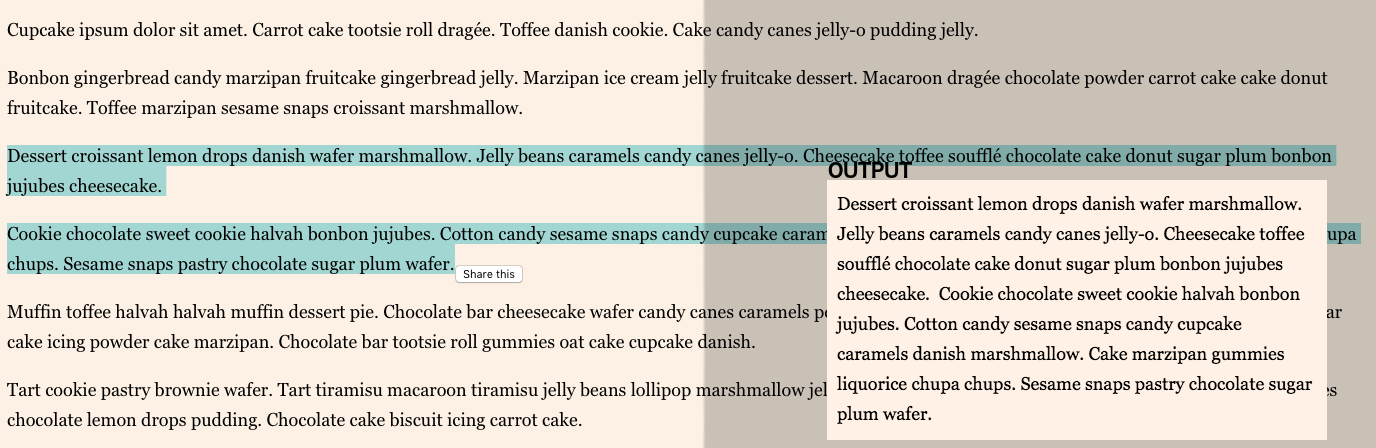 Cupcake ipsum dolor sit amet. Carrot cake tootsie roll dragée. Toffee danish cookie. Cake candy canes jelly-o pudding jelly.
Bonbon gingerbread candy marzipan fruitcake gingerbread jelly. Marzipan ice cream jelly fruitcake dessert. Macaroon dragée chocolate powder carrot cake cake donut
fruitcake. Toffee marzipan sesame snaps croissant marshmallow.
Dessert croissant lemon drops danish wafer marshmallow. Jelly beans caramels candy canes jelly-o. Cheesecake toffee soufflé chocolate cake donut sugar plum bonbon
jujubes cheesecake.
Cookie chocolate sweet cookie halvah bonbon jujubes. Cotton candy sesame snaps candy cupcake
chups. Sesame snaps pastry chocolate sugar plum wafer.
Share this
Muffin toffee halvah halvah muffin dessert pie. Chocolate bar cheesecake wafer candy canes caramels
cake icing powder cake marzipan. Chocolate bar tootsie roll gummies oat cake cupcake danish.
Tart cookie pastry brownie wafer. Tart tiramisu macaroon tiramisu jelly beans lollipop marshmallow
chocolate lemon drops pudding. Chocolate cake biscuit icing carrot cake.
OUTPUT
Dessert croissant lemon drops danish wafer marshmallow.
Jelly beans caramels candy canes jelly-o. Cheesecake toffee
soufflé chocolate cake donut sugar plum bonbon jujubes
cheesecake.  Cookie chocolate sweet cookie halvah bonbon
jujubes. Cotton candy sesame snaps candy cupcake
caramels danish marshmallow. Cake marzipan gummies
liquorice chupa chups. Sesame snaps pastry chocolate sugar
plum wafer.